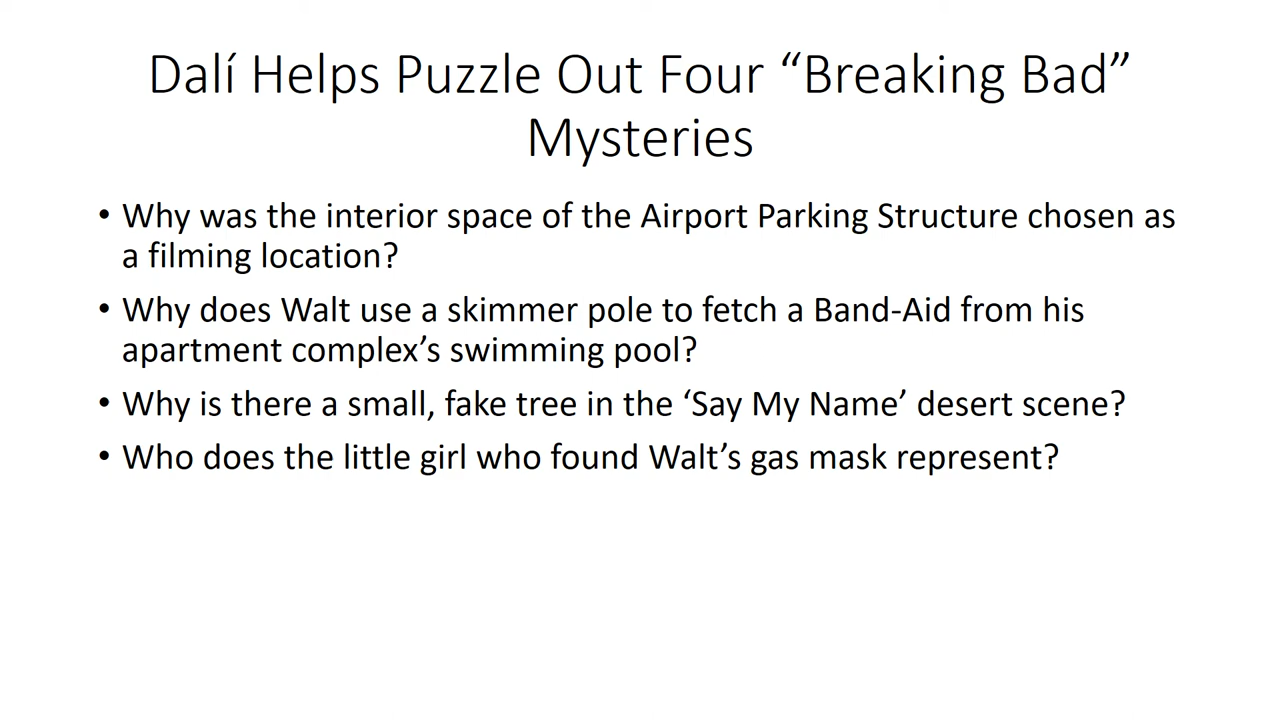 Dalí Helps Puzzle Out Four “Breaking Bad”
Mysteries
• Why was the interior space of the Airport Parking Structure chosen as
a filming location?
• Why does Walt use a skimmer pole to fetch a Band-Aid from his
apartment complex’s swimming pool?
• Why is there a small, fake tree in the ‘Say My Name’ desert scene?
• Who does the little girl who found Walt’s gas mask represent?